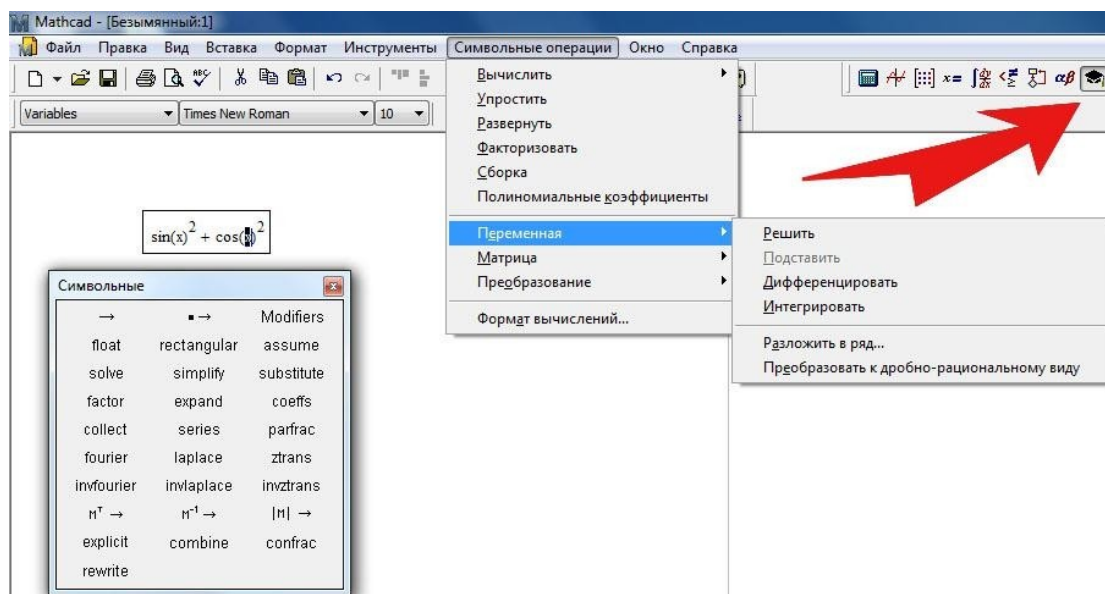 Mathcad - [Безымянный:1]
Файл Правка Вид Вставка Формат Инструменты Символьные операции Окно Справка
Variables Times New Roman 10
Вычислить
Упростить
Развернуть
Факторизовать
Сборка
Полиномиальные коэффициенты
Переменная
Матрица
Преобразование
Формат вычислений...
Решить
Подставить
Дифференцировать
Интегрировать
Разложить в ряд...
Преобразовать к дробно-рациональному виду
sin(x)² + cos(x)²
Символьные
→ ▪ → Modifiers
float rectangular assume
solve simplify substitute
factor expand coeffs
collect series parfrac
fourier laplace ztrans
invfourier invlaplace invztrans
Mᵀ → M⁻¹ → |M| →
explicit combine confrac
rewrite